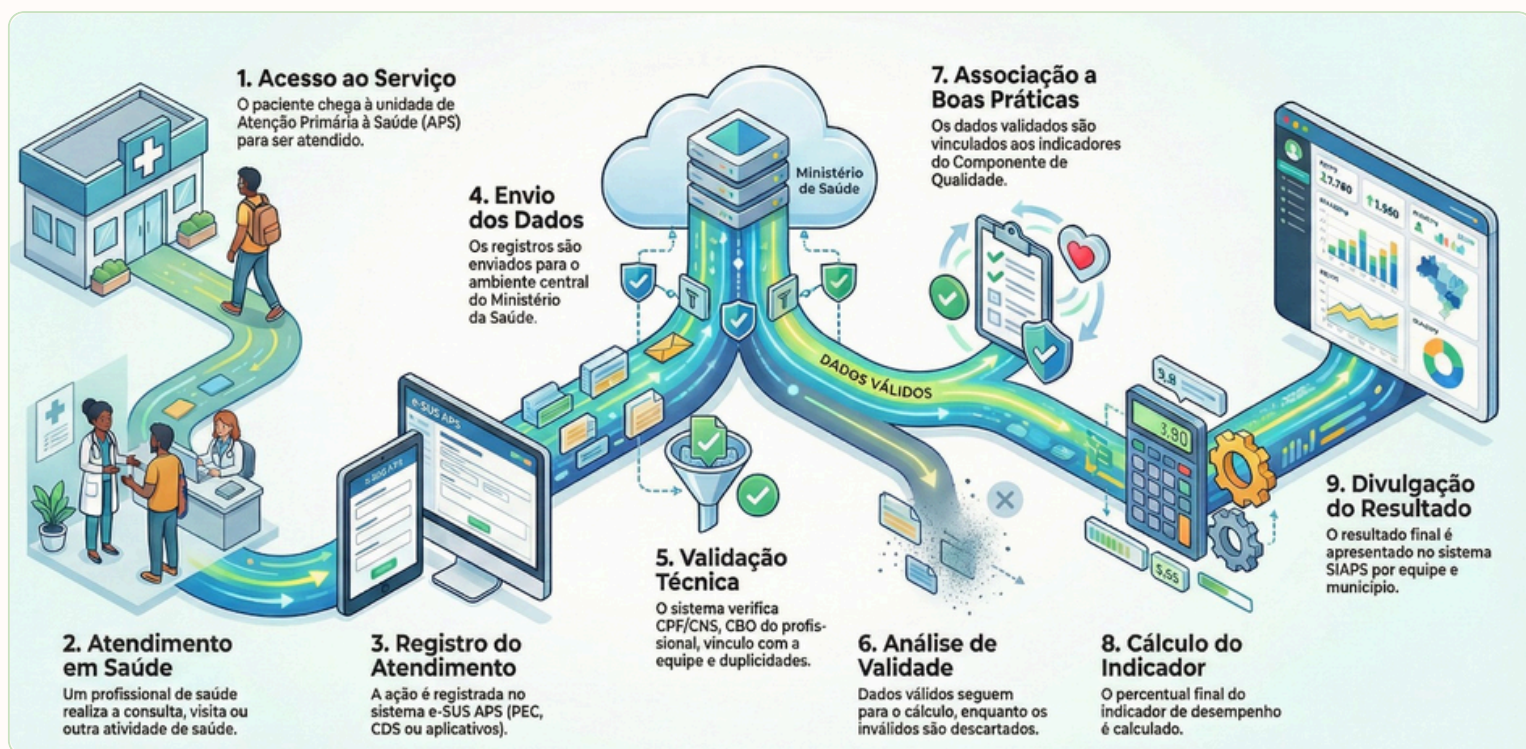 1. Acesso ao Serviço
O paciente chega à unidade de
Atenção Primária à Saúde (APS)
para ser atendido.
2. Atendimento
em Saúde
Um profissional de saúde
realiza a consulta, visita ou
outra atividade de saúde.
3. Registro do
Atendimento
A ação é registrada no
sistema e-SUS APS (PEC,
CDS ou aplicativos).
e-SUS APS
4. Envio
dos Dados
Os registros são
enviados para o
ambiente central
do Ministério
da Saúde.
Ministério
de Saúde
T
T
5. Validação
Técnica
O sistema verifica
CPF/CNS, CBO do profis-
sional, vínculo com a
equipe e duplicidades.
DADOS VÁLIDOS
6. Análise de
Validade
Dados válidos seguem
para o cálculo, enquanto os
inválidos são descartados.
7. Associação a
Boas Práticas
Os dados validados são
vinculados aos indicadores
do Componente de
Qualidade.
8. Cálculo do
Indicador
O percentual final do
indicador de desempenho
é calculado.
3,90
9. Divulgação
do Resultado
O resultado final é
apresentado no sistema
SIAPS por equipe e
município.